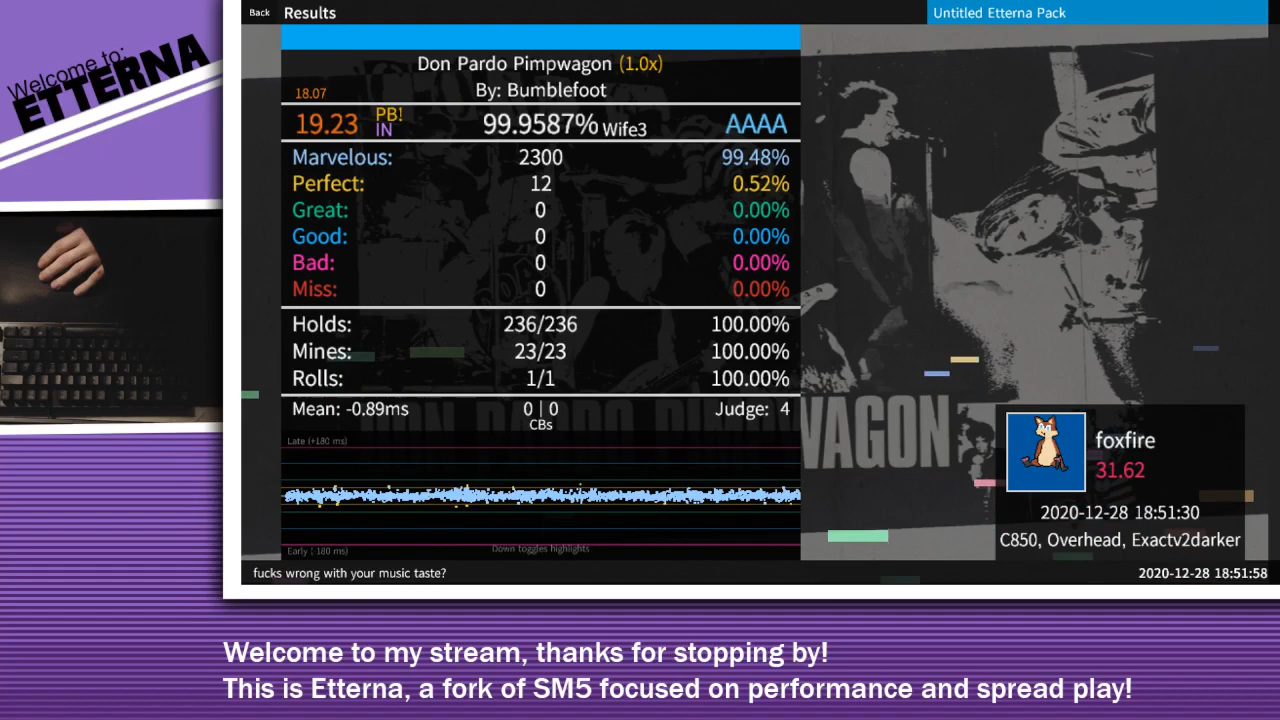 Welcome to:
ETTERNA
Back
Results
Untitled Etterna Pack
Don Pardo Pimpwagon (1.0x)
18.07
By: Bumblefoot
19.23
PB!
IN
99.9587% Wife3
AAAA
Marvelous: 2300 99.48%
Perfect: 12 0.52%
Great: 0 0.00%
Good: 0 0.00%
Bad: 0 0.00%
Miss: 0 0.00%
Holds: 236/236 100.00%
Mines: 23/23 100.00%
Rolls: 1/1 100.00%
Mean: -0.89ms 0 | 0 Judge: 4
CBs
Late (+180 ms)
Early (-180 ms)
Down toggles highlights
WAGON
foxfire
31.62
2020-12-28 18:51:30
C850, Overhead, Exactv2darker
fucks wrong with your music taste?
2020-12-28 18:51:58
Welcome to my stream, thanks for stopping by!
This is Etterna, a fork of SM5 focused on performance and spread play!